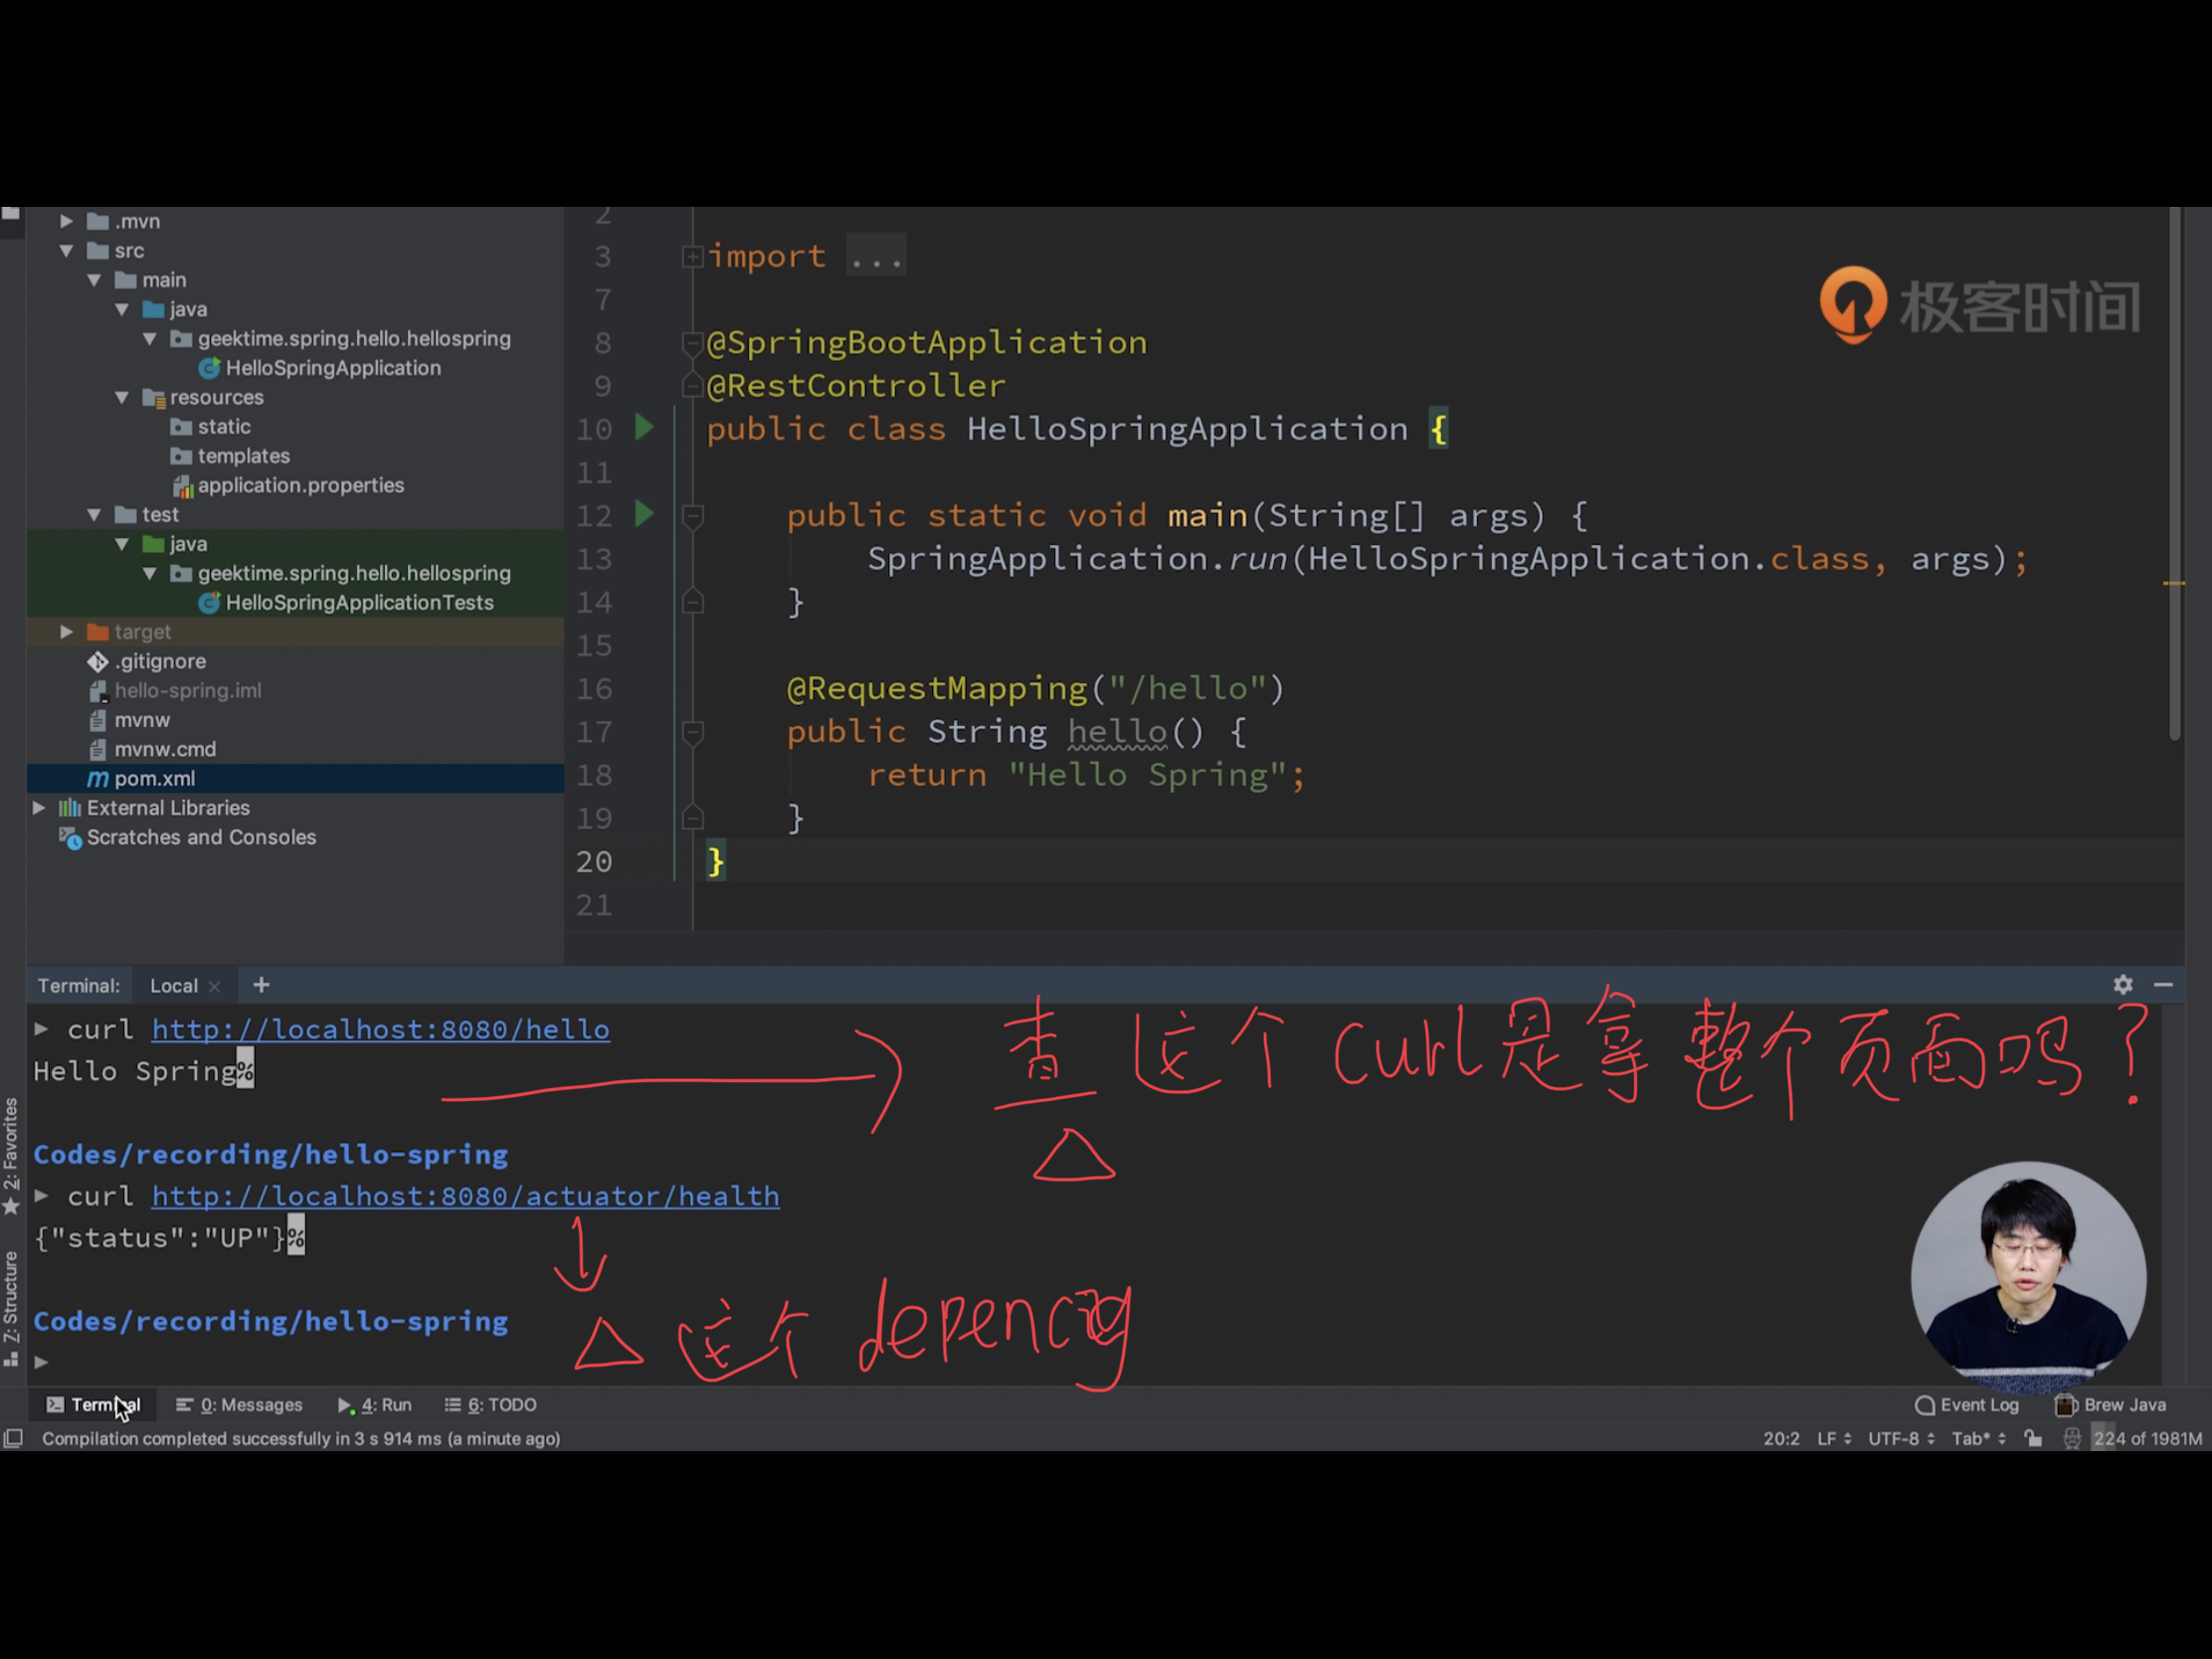 .mvn
src
main
java
geektime.spring.hello.hellospring
HelloSpringApplication
resources
static
templates
application.properties
test
java
geektime.spring.hello.hellospring
HelloSpringApplicationTests
target
.gitignore
hello-spring.iml
mvnw
mvnw.cmd
pom.xml
External Libraries
Scratches and Consoles
2
3 import ...
7
8 @SpringBootApplication
9 @RestController
10 public class HelloSpringApplication {
11
12 public static void main(String[] args) {
13 SpringApplication.run(HelloSpringApplication.class, args);
14 }
15
16 @RequestMapping("/hello")
17 public String hello() {
18 return "Hello Spring";
19 }
20 }
21
极客时间
Terminal: Local × +
curl http://localhost:8080/hello
Hello Spring%
查 这个curl是拿整个页面吗?
Codes/recording/hello-spring
curl http://localhost:8080/actuator/health
{"status":"UP"}%
Codes/recording/hello-spring
这个
2: Favorites
7: Structure
Terminal 0: Messages 4: Run 6: TODO Event Log Brew Java
Compilation completed successfully in 3 s 914 ms (a minute ago) 20:2 LF UTF-8 Tab* 224 of 1981M